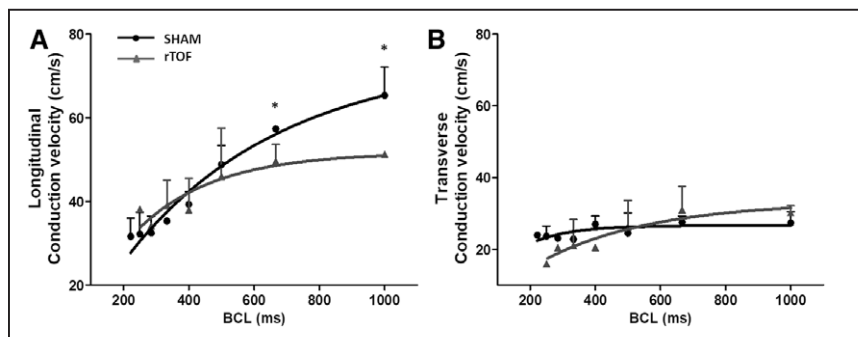 A
SHAM
rTOF
Longitudinal
Conduction velocity (cm/s)
80
60
40
20
*
*
200
400
600
800
1000
BCL (ms)
B
Transverse
Conduction velocity (cm/s)
80
60
40
20
200
400
600
800
1000
BCL (ms)